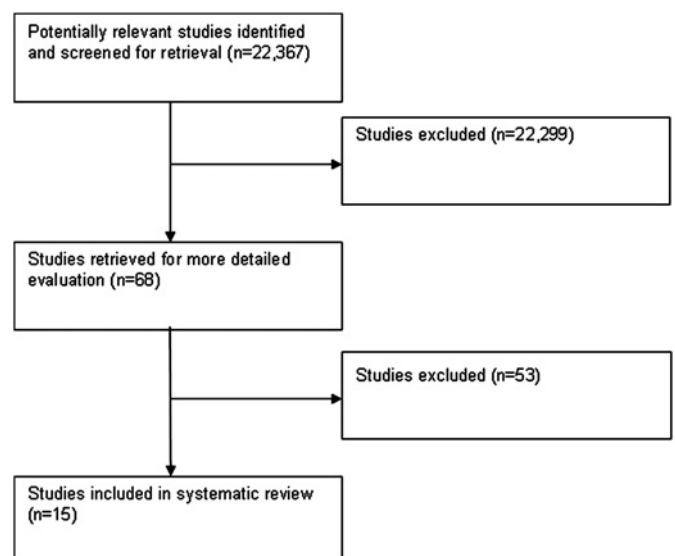 Potentially relevant studies identified
and screened for retrieval (n=22,367)
Studies excluded (n=22,299)
Studies retrieved for more detailed
evaluation (n=68)
Studies excluded (n=53)
Studies included in systematic review
(n=15)